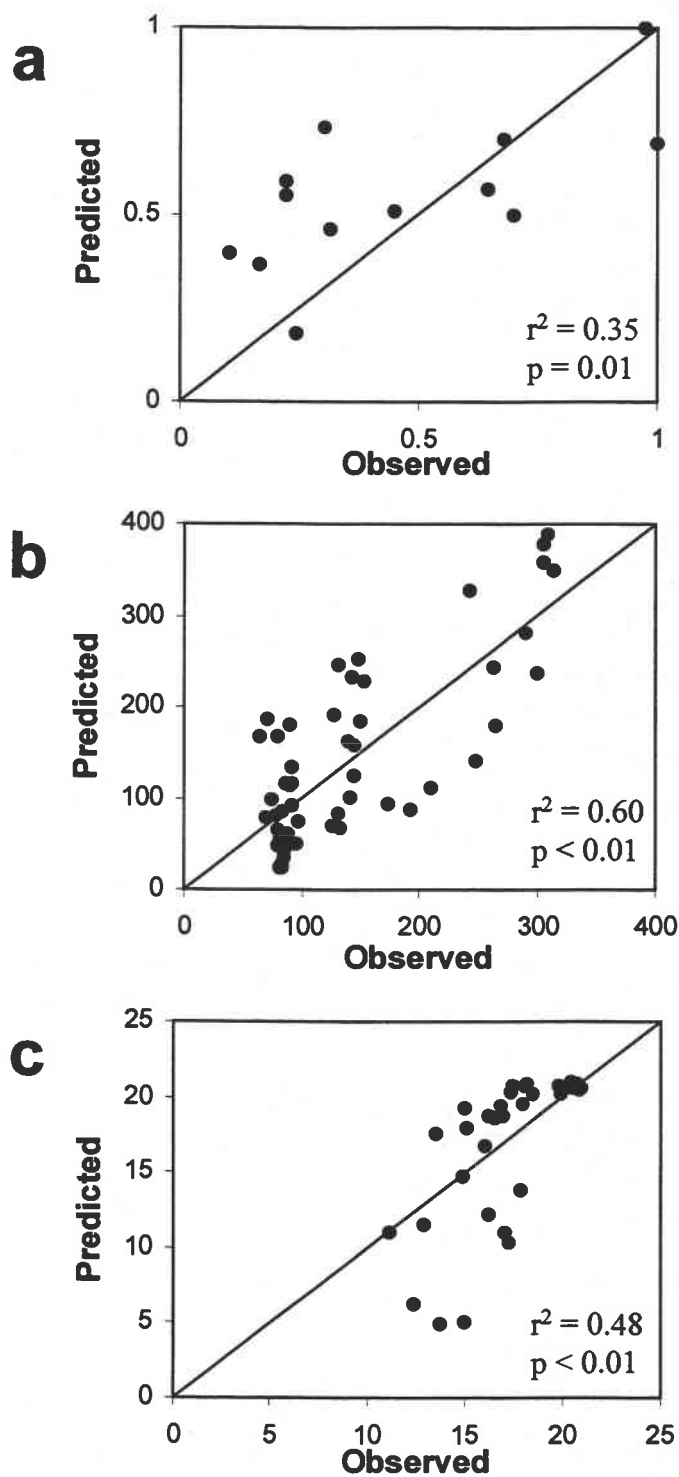 a
1
0.5
0
Predicted
r² = 0.35
p = 0.01
0 0.5 1
Observed
b
400
300
200
100
0
Predicted
r² = 0.60
p < 0.01
0 100 200 300 400
Observed
c
25
20
15
10
5
0
Predicted
r² = 0.48
p < 0.01
0 5 10 15 20 25
Observed